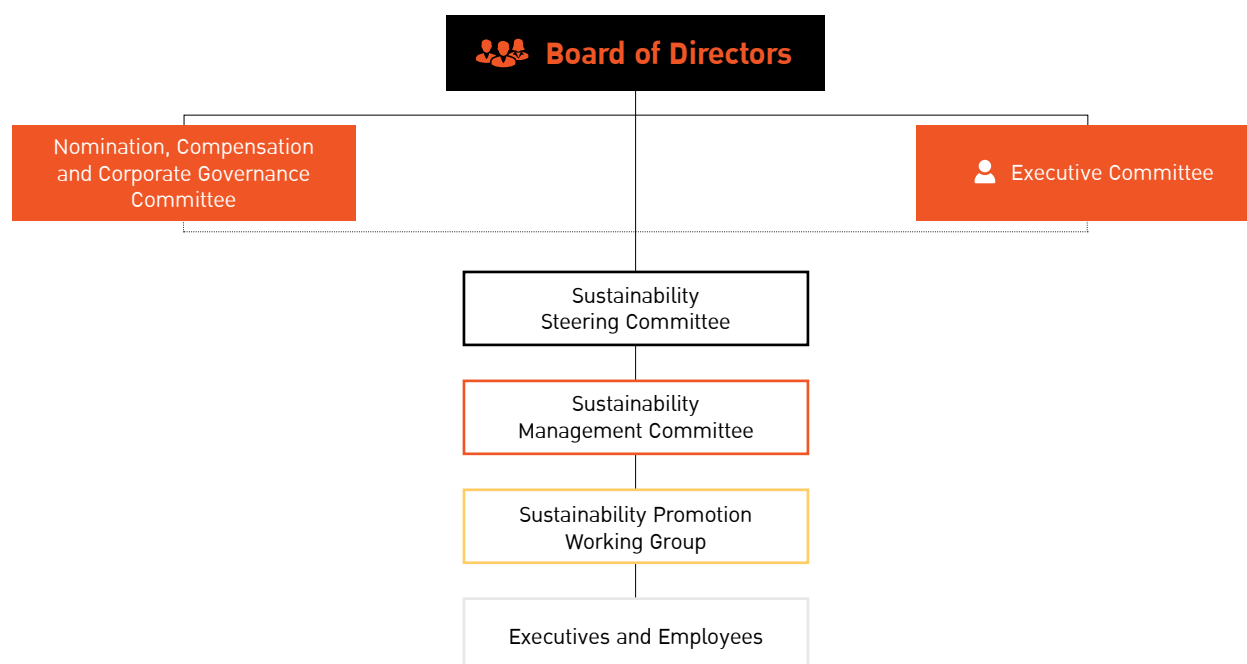 Board of Directors
Nomination, Compensation
and Corporate Governance
Committee
Executive Committee
Sustainability
Steering Committee
Sustainability
Management Committee
Sustainability Promotion
Working Group
Executives and Employees